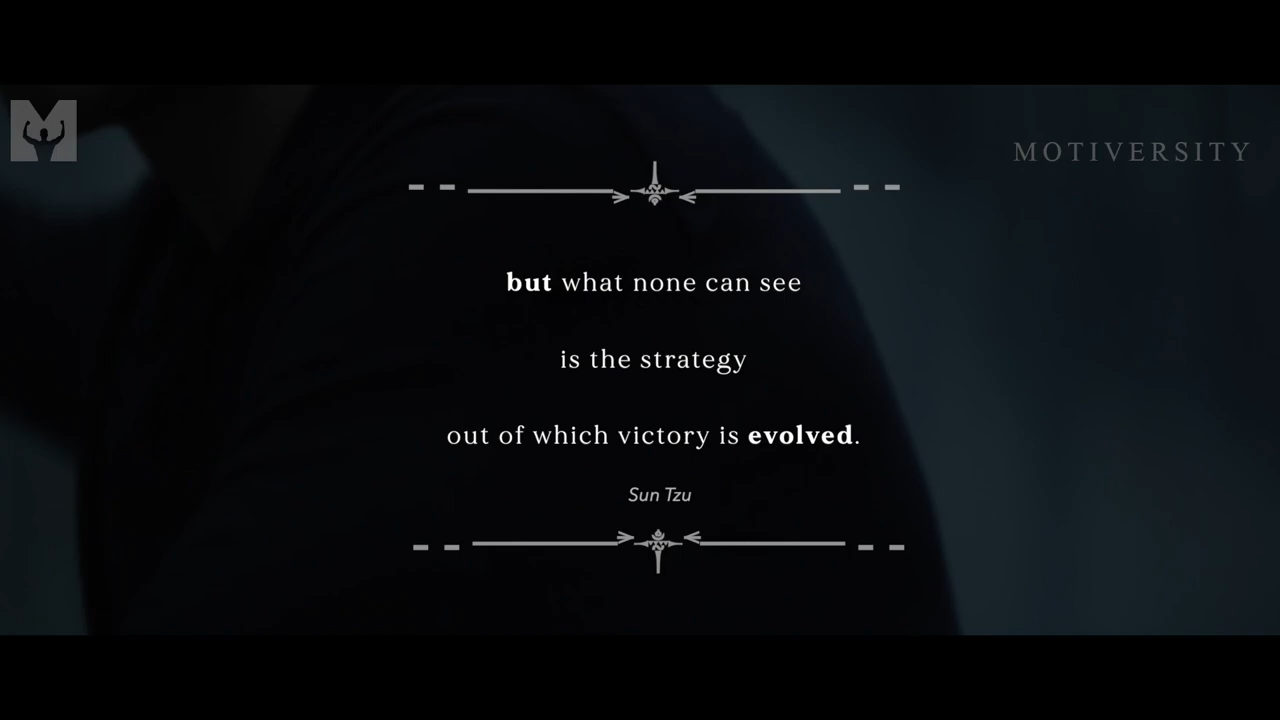 MOTIVERSITY
but what none can see
is the strategy
out of which victory is evolved.
Sun Tzu